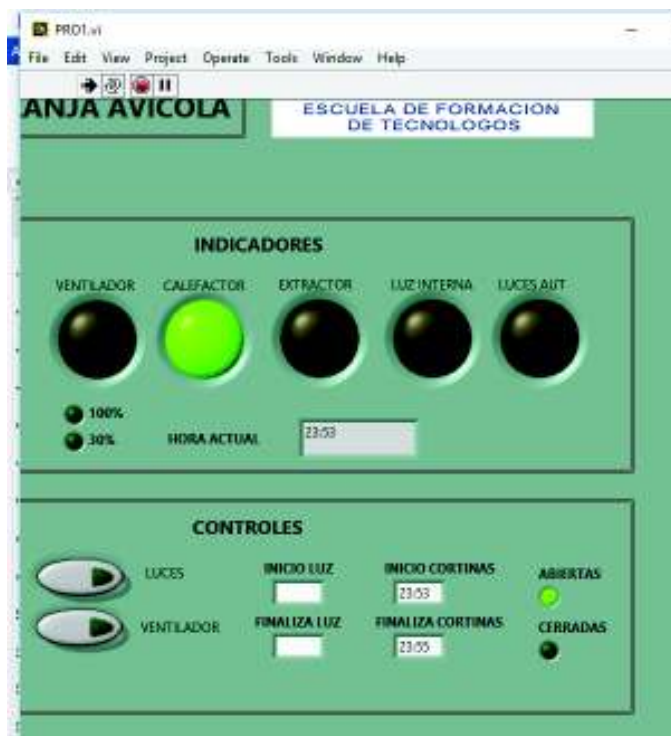 PRO1.vi
File Edit View Project Operate Tools Window Help
ANJA AVICOLA
ESCUELA DE FORMACION
DE TECNOLOGOS
INDICADORES
VENTILADOR CALEFACTOR EXTRACTOR LUZ INTERNA LUCES AUT
100%
30%
HORA ACTUAL 23:53
CONTROLES
LUCES INICIO LUZ INICIO CORTINAS ABIERTAS
23:53
VENTILADOR FINALIZA LUZ FINALIZA CORTINAS CERRADAS
23:55